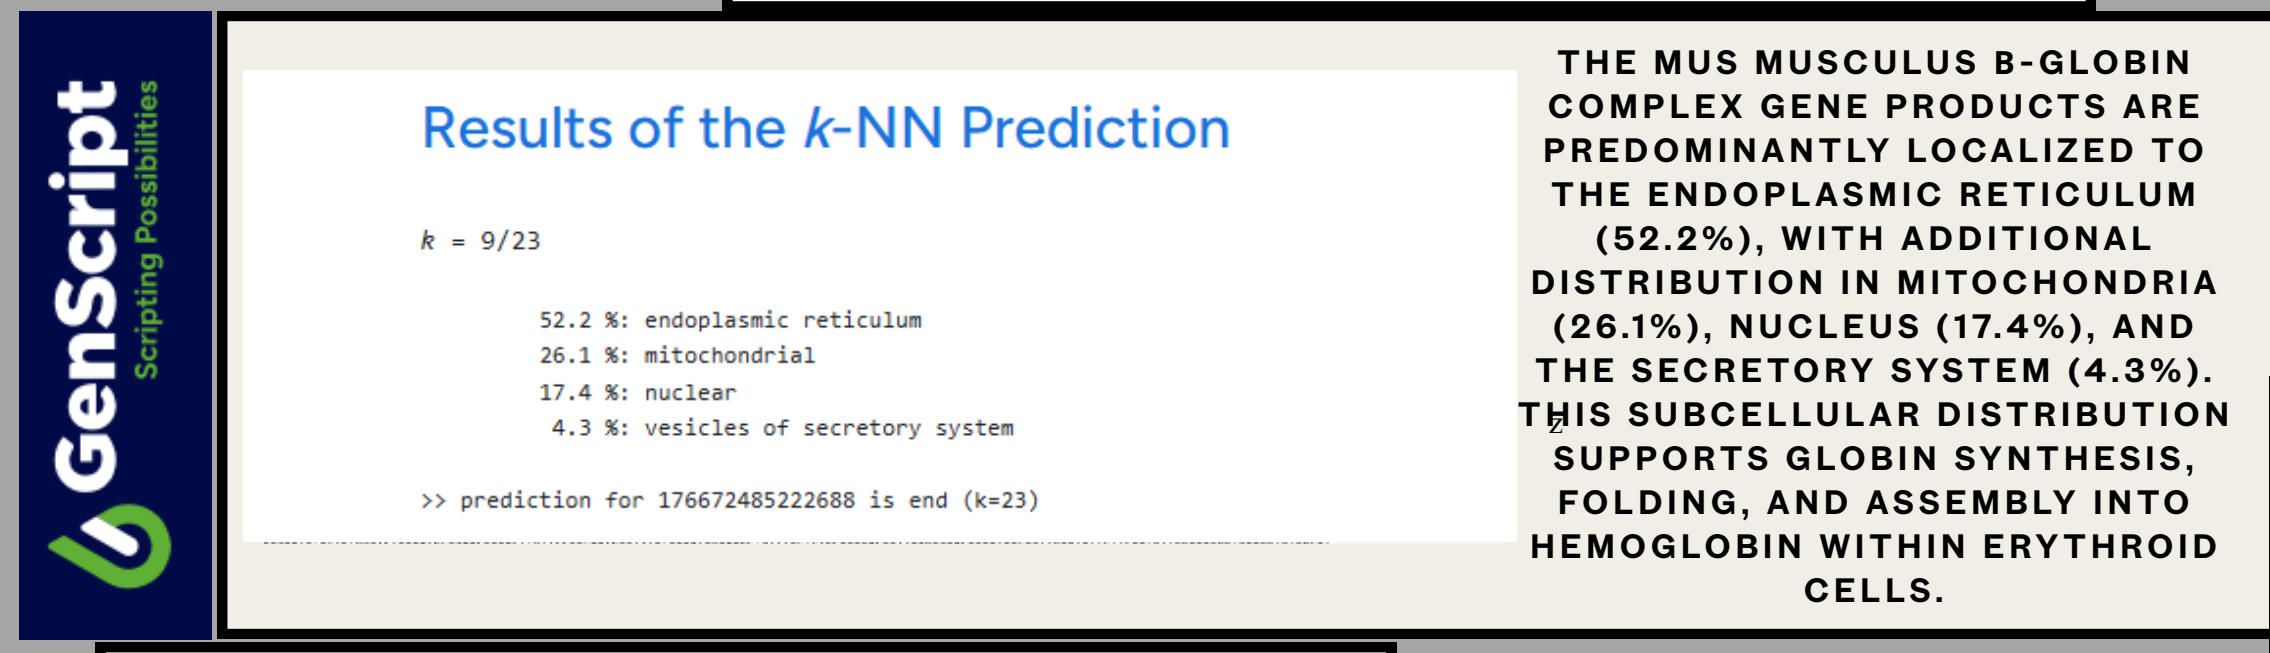 GenScript
Scripting Possibilities
Results of the k-NN Prediction
k = 9/23
52.2 %: endoplasmic reticulum
26.1 %: mitochondrial
17.4 %: nuclear
4.3 %: vesicles of secretory system
>> prediction for 176672485222688 is end (k=23)
THE MUS MUSCULUS B-GLOBIN
COMPLEX GENE PRODUCTS ARE
PREDOMINANTLY LOCALIZED TO
THE ENDOPLASMIC RETICULUM
(52.2%), WITH ADDITIONAL
DISTRIBUTION IN MITOCHONDRIA
(26.1%), NUCLEUS (17.4%), AND
THE SECRETORY SYSTEM (4.3%).
THIS SUBCELLULAR DISTRIBUTION
Z
SUPPORTS GLOBIN SYNTHESIS,
FOLDING, AND ASSEMBLY INTO
HEMOGLOBIN WITHIN ERYTHROID
CELLS.